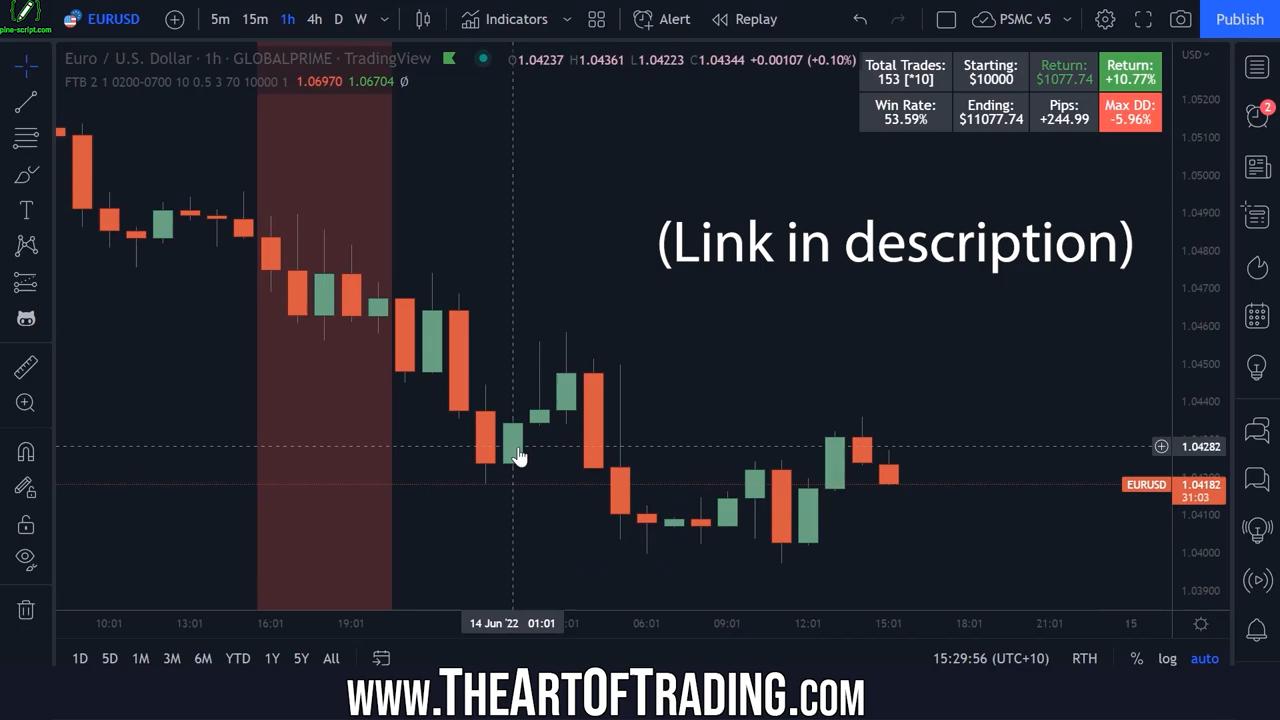 pine-script.com
EURUSD
5m 15m 1h 4h D W
Indicators
Alert
Replay
PSMC v5
Publish
Euro / U.S. Dollar · 1h · GLOBALPRIME · TradingView
O1.04237 H1.04361 L1.04223 C1.04344 +0.00107 (+0.10%)
FTB 2 1 0200-0700 10 0.5 3 70 10000 1 1.06970 1.06704 Ø
Total Trades: 153 [*10]
Starting: $10000
Return: $1077.74
Return: +10.77%
Win Rate: 53.59%
Ending: $11077.74
Pips: +244.99
Max DD: -5.96%
(Link in description)
USD
1.05200
1.05100
1.05000
1.04900
1.04800
1.04700
1.04600
1.04500
1.04400
1.04282
EURUSD 1.04182
31:03
1.04100
1.04000
1.03900
2
10:01 13:01 16:01 19:01 14 Jun '22 01:01 :01 06:01 09:01 12:01 15:01 18:01 21:01 15
1D 5D 1M 3M 6M YTD 1Y 5Y All
15:29:56 (UTC+10) RTH % log auto
www.TheArtOfTrading.com